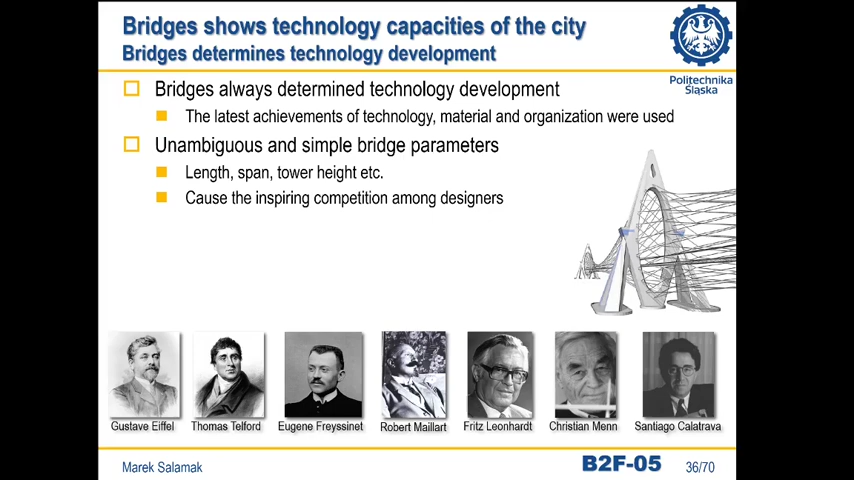 Bridges shows technology capacities of the city
Bridges determines technology development
Politechnika
Śląska
Bridges always determined technology development
The latest achievements of technology, material and organization were used
Unambiguous and simple bridge parameters
Length, span, tower height etc.
Cause the inspiring competition among designers
Gustave Eiffel
Thomas Telford
Eugene Freyssinet
Robert Maillart
Fritz Leonhardt
Christian Menn
Santiago Calatrava
Marek Salamak
B2F-05
36/70